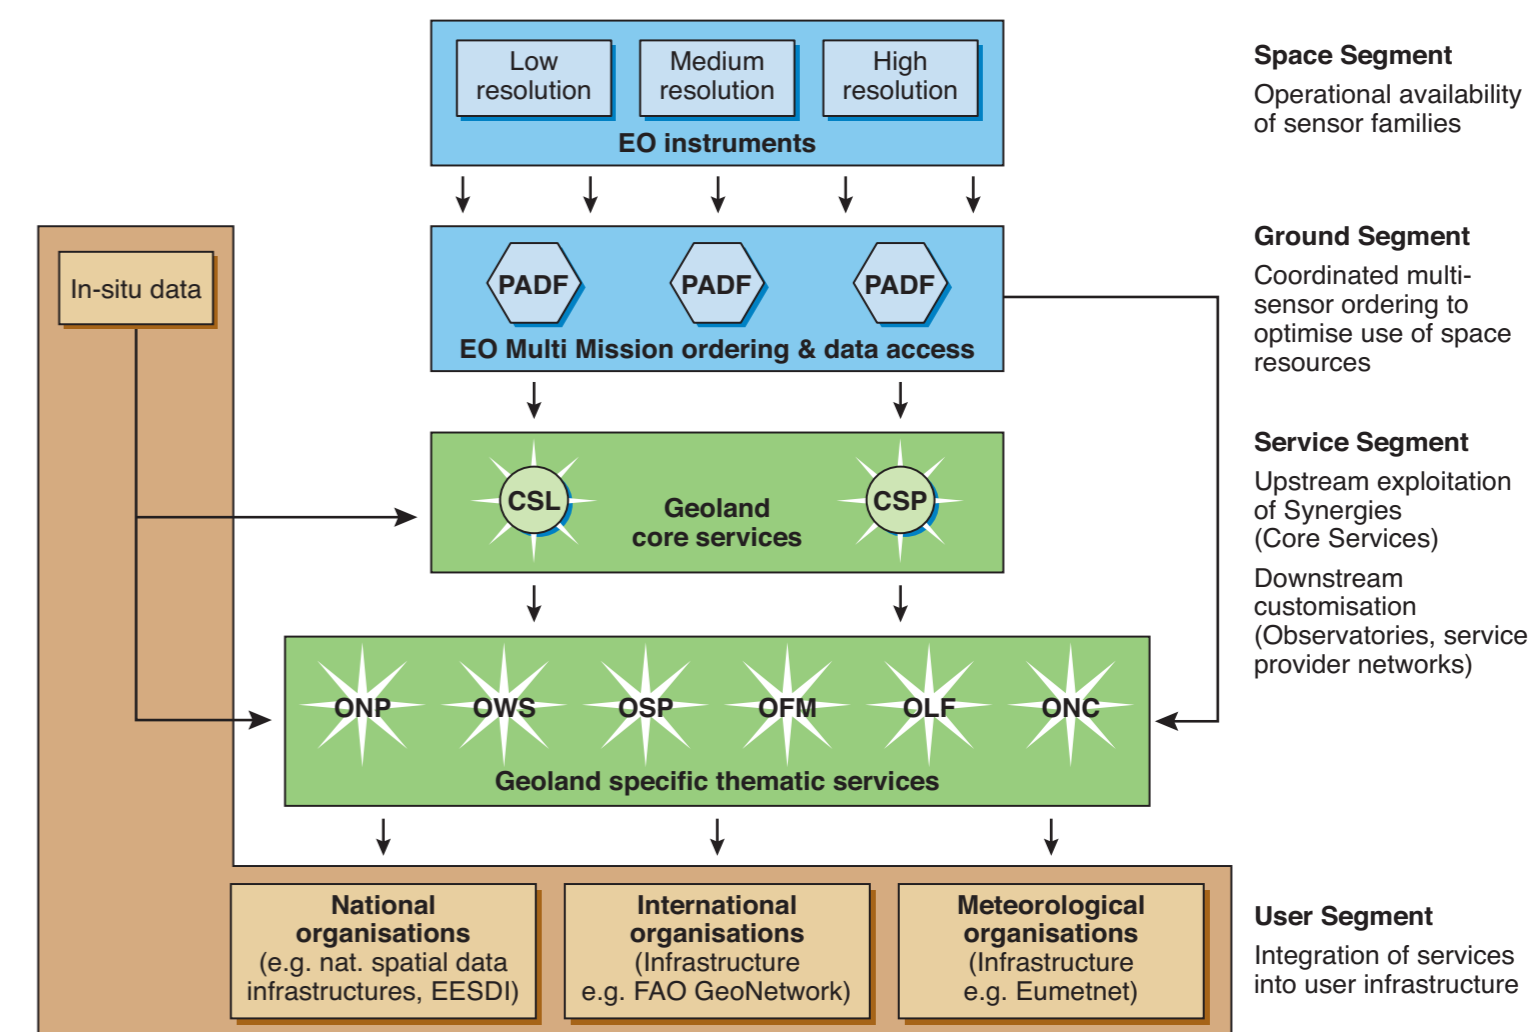 Low
resolution
Medium
resolution
High
resolution
EO instruments
Space Segment
Operational availability
of sensor families
In-situ data
PADF
PADF
PADF
EO Multi Mission ordering & data access
Ground Segment
Coordinated multi-
sensor ordering to
optimise use of space
resources
CSL
Geoland
core services
CSP
Service Segment
Upstream exploitation
of Synergies
(Core Services)
Downstream
customisation
(Observatories, service
provider networks)
ONP
OWS
OSP
OFM
OLF
ONC
Geoland specific thematic services
National
organisations
(e.g. nat. spatial data
infrastructures, EESDI)
International
organisations
(Infrastructure
e.g. FAO GeoNetwork)
Meteorological
organisations
(Infrastructure
e.g. Eumetnet)
User Segment
Integration of services
into user infrastructure